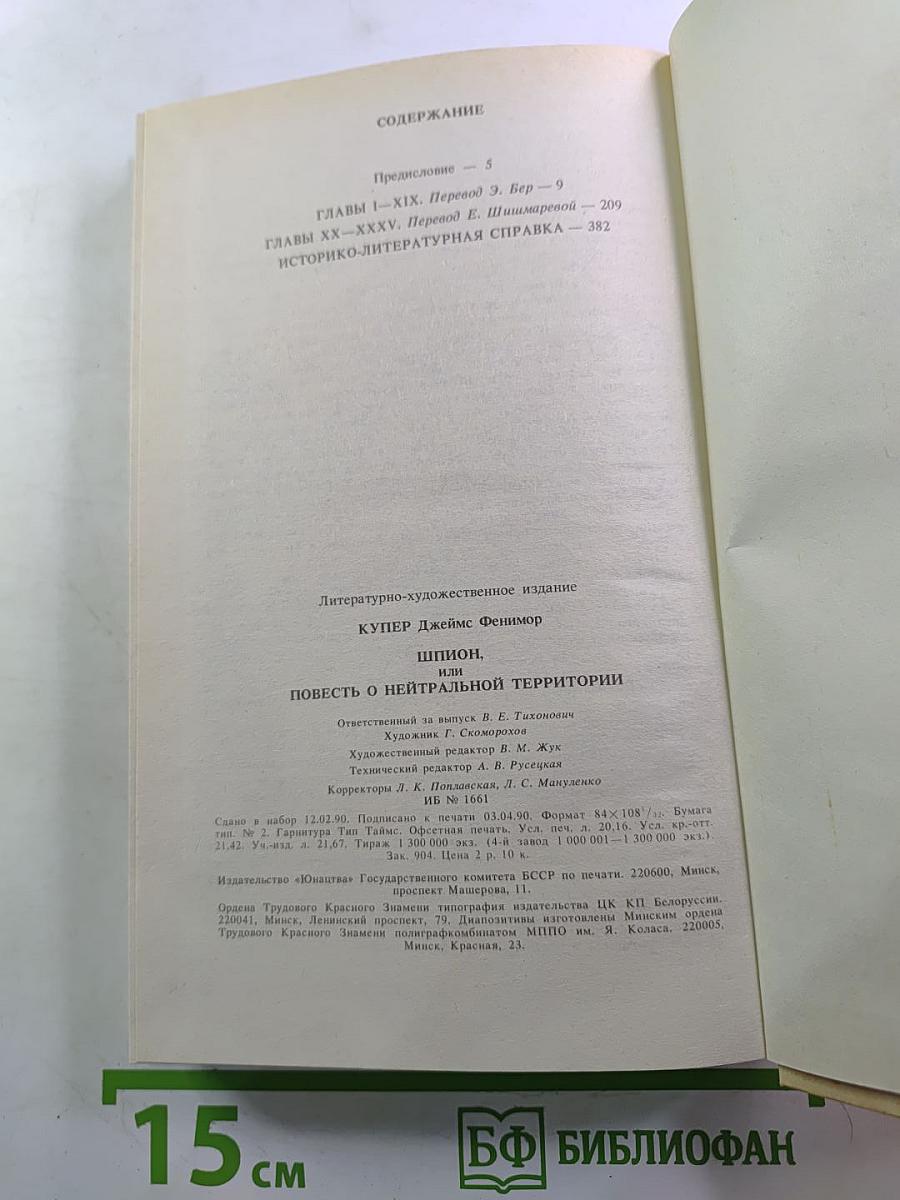 СОДЕРЖАНИЕ
Предисловие — 5
ГЛАВЫ I—XIX. Перевод Э. Бер — 9
ГЛАВЫ XX—XXXV. Перевод Е. Шишмаревой — 209
ИСТОРИКО-ЛИТЕРАТУРНАЯ СПРАВКА — 382
Литературно-художественное издание
КУПЕР Джеймс Фенимор
ШПИОН,
или
ПОВЕСТЬ О НЕЙТРАЛЬНОЙ ТЕРРИТОРИИ
Ответственный за выпуск В. Е. Тихонович
Художник Г. Скоморохов
Художественный редактор В. М. Жук
Технический редактор А. В. Русецкая
Корректоры Л. К. Поплавская, Л. С. Мануленко
ИБ № 1661
Сдано в набор 12.02.90. Подписано к печати 03.04.90. Формат 84×108¹/₃₂. Бумага
тип. № 2. Гарнитура Тип Таймс. Офсетная печать. Усл. печ. л. 20,16. Усл. кр.-отт.
21,42. Уч.-изд. л. 21,67. Тираж 1 300 000 экз. (4-й завод 1 000 001—1 300 000 экз.).
Зак. 904. Цена 2 р. 10 к.
Издательство «Юнацтва» Государственного комитета БССР по печати. 220600, Минск,
проспект Машерова, 11.
Ордена Трудового Красного Знамени типография издательства ЦК КП Белоруссии.
220041, Минск, Ленинский проспект, 79. Диапозитивы изготовлены Минским ордена
Трудового Красного Знамени полиграфкомбинатом МППО им. Я. Коласа. 220005,
Минск, Красная, 23.
15 см
БФ БИБЛИОФАН